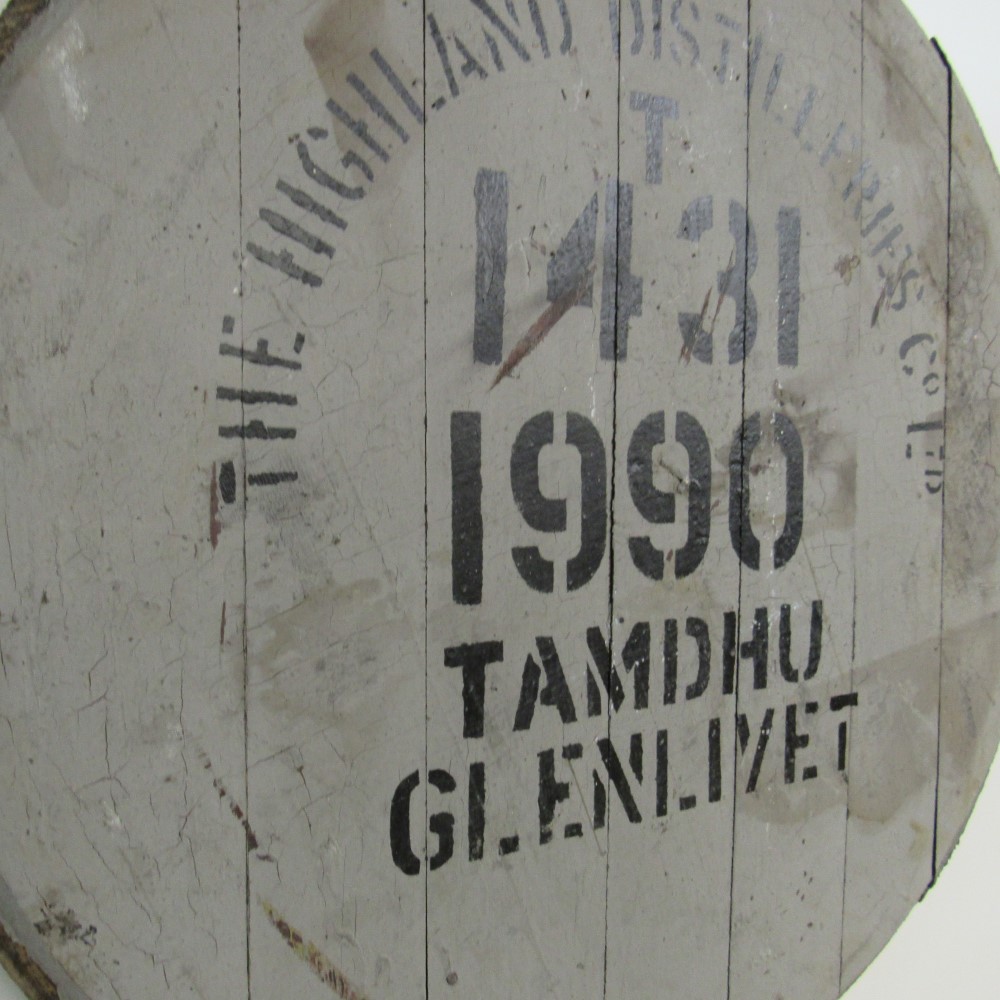 THE HIGHLAND DISTILLERIES Co LTD
T
1431
1990
TAMDHU
GLENLIVET